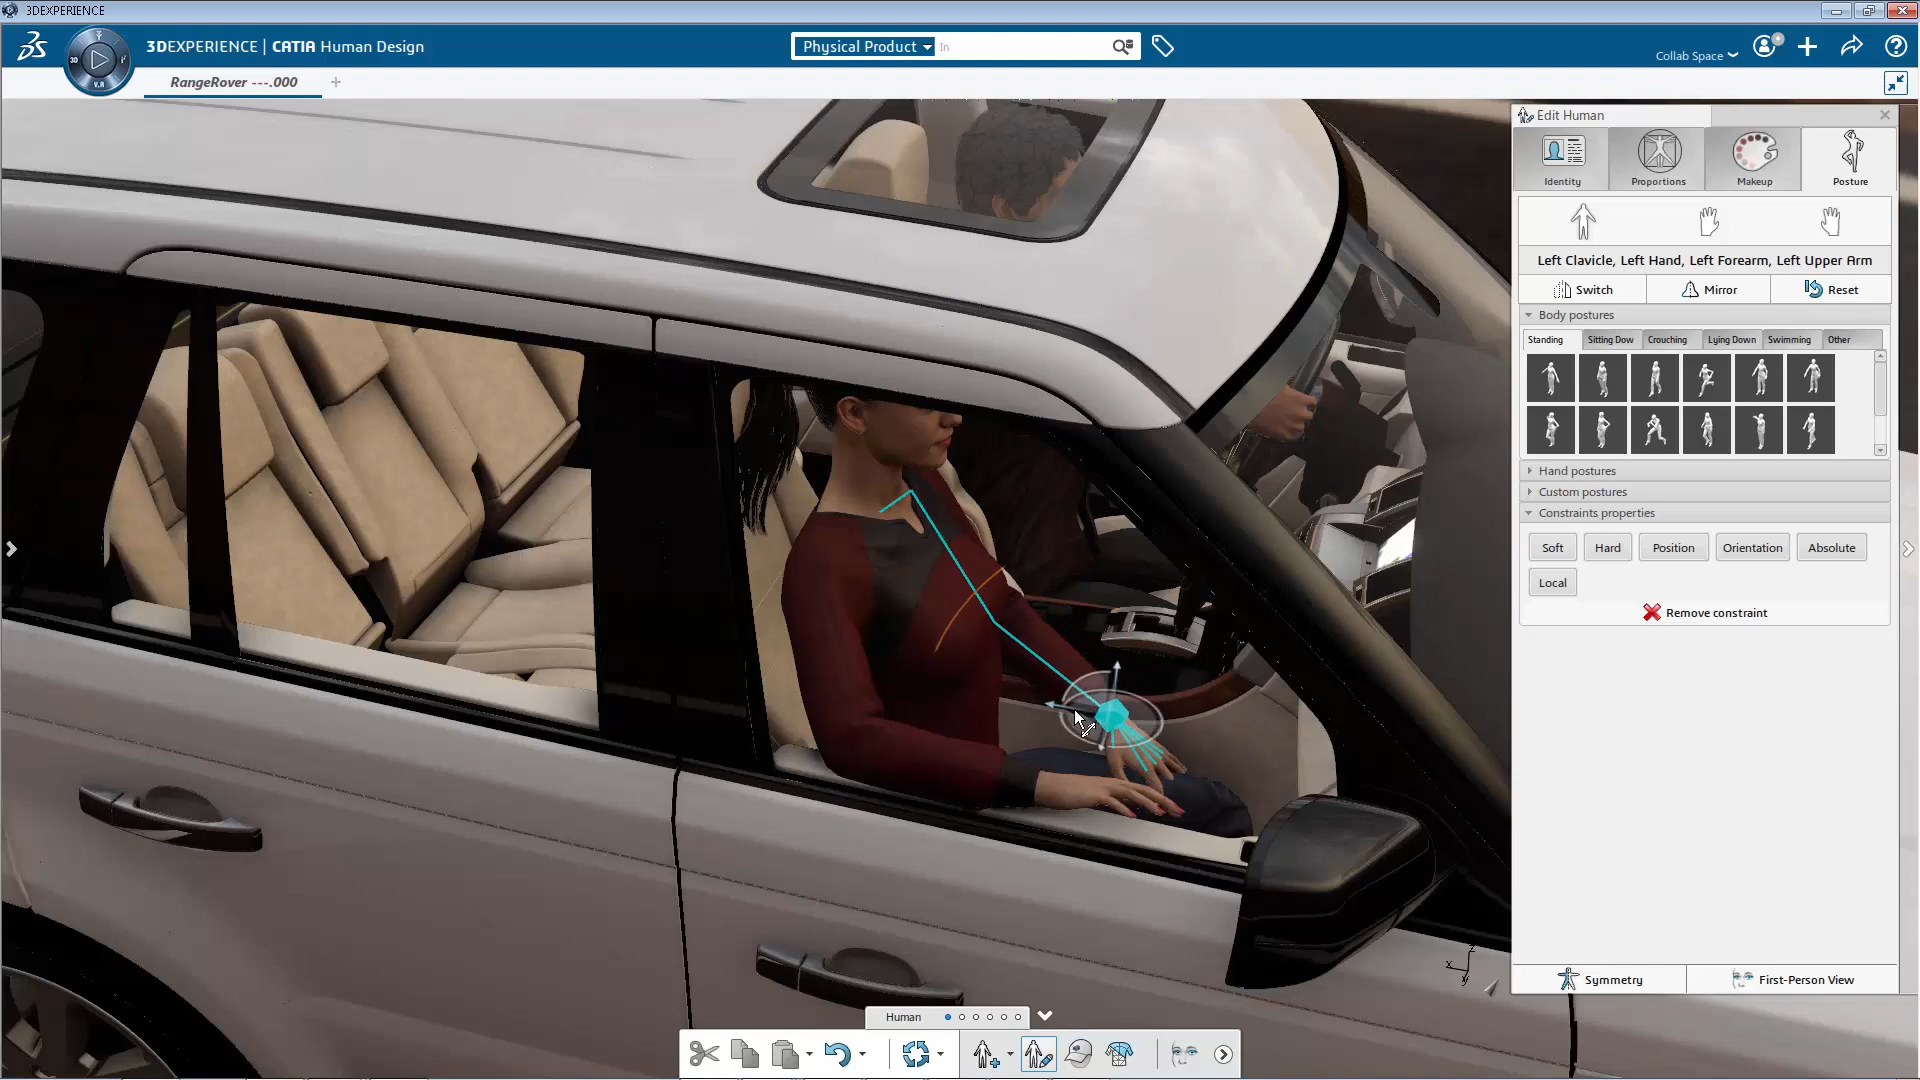 3DEXPERIENCE
3DEXPERIENCE | CATIA Human Design
Physical Product
In
Collab Space
3D
V.R
RangeRover ---.000
+
Edit Human
Identity
Proportions
Makeup
Posture
Left Clavicle, Left Hand, Left Forearm, Left Upper Arm
Switch
Mirror
Reset
Body postures
Standing
Sitting Dow
Crouching
Lying Down
Swimming
Other
Hand postures
Custom postures
Constraints properties
Soft
Hard
Position
Orientation
Absolute
Local
Remove constraint
x
y
z
Symmetry
First-Person View
Human